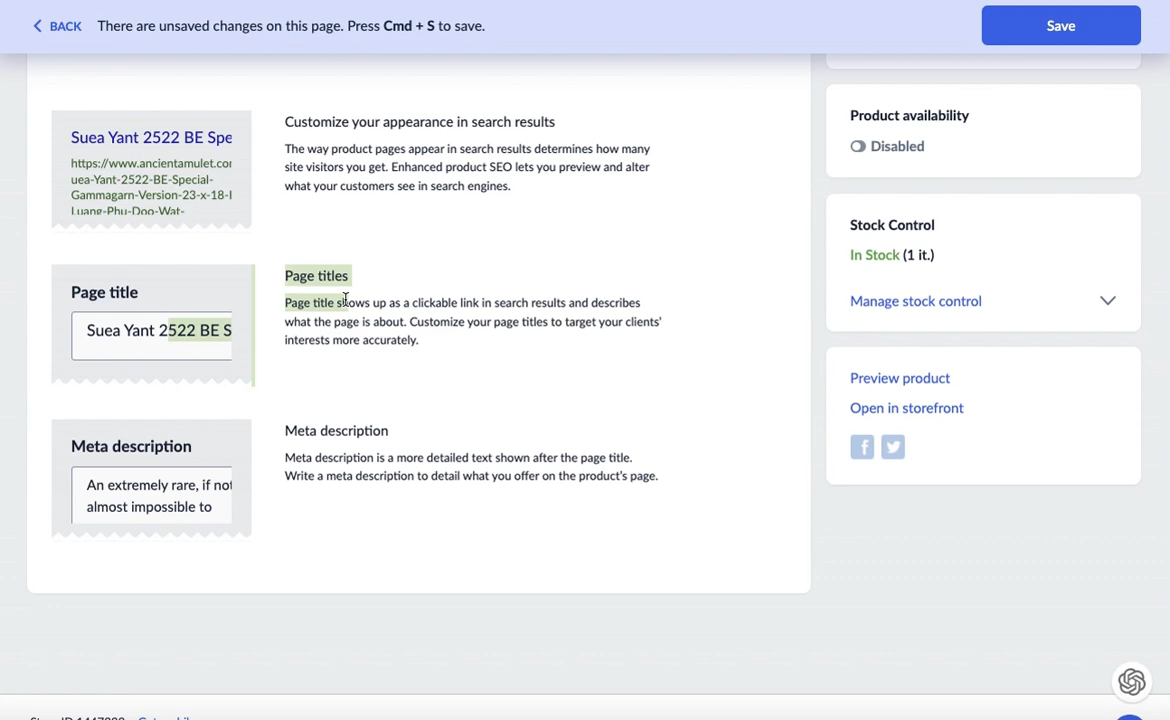 BACK There are unsaved changes on this page. Press Cmd + S to save. Save
Suea Yant 2522 BE Spe
https://www.ancientamulet.cor
uea-Yant-2522-BE-Special-
Gammagarn-Version-23-x-18-
Luang-Phu-Doo-Wat-
Customize your appearance in search results
The way product pages appear in search results determines how many
site visitors you get. Enhanced product SEO lets you preview and alter
what your customers see in search engines.
Page title
Suea Yant 2522 BE S
Page titles
Page title shows up as a clickable link in search results and describes
what the page is about. Customize your page titles to target your clients'
interests more accurately.
Meta description
An extremely rare, if not
almost impossible to
Meta description
Meta description is a more detailed text shown after the page title.
Write a meta description to detail what you offer on the product's page.
Product availability
Disabled
Stock Control
In Stock (1 it.)
Manage stock control
Preview product
Open in storefront